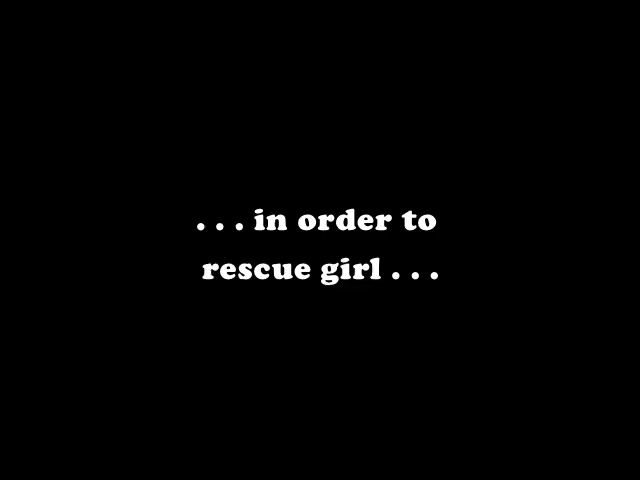 . . . in order to
rescue girl . . .